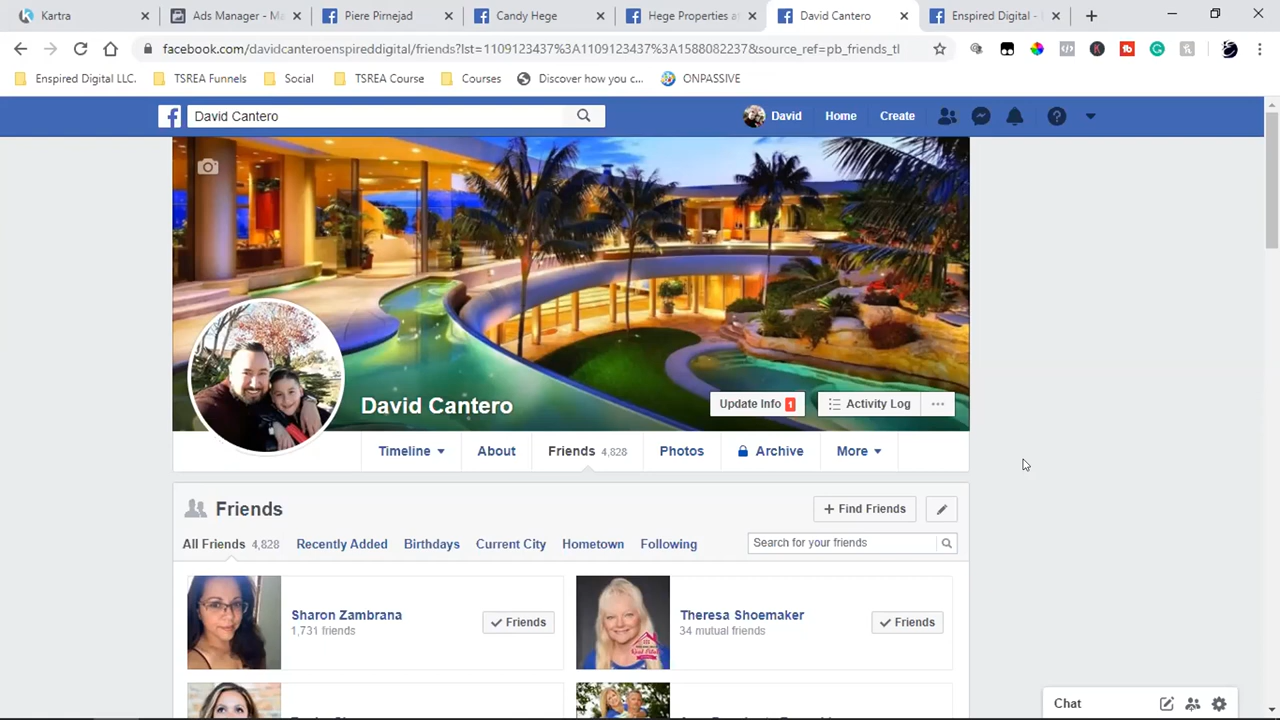 Kartra
Ads Manager - Ma
Piere Pirnejad
Candy Hege
Hege Properties at
David Cantero
Enspired Digital -
facebook.com/davidcanteroenspireddigital/friends?lst=1109123437%3A1109123437%3A1588082237&source_ref=pb_friends_tl
Enspired Digital LLC.
TSREA Funnels
Social
TSREA Course
Courses
Discover how you c...
ONPASSIVE
David Cantero
David
Home
Create
David Cantero
Update Info 1
Activity Log
Timeline
About
Friends 4,828
Photos
Archive
More
Friends
+ Find Friends
All Friends 4,828
Recently Added
Birthdays
Current City
Hometown
Following
Search for your friends
Sharon Zambrana
1,731 friends
Friends
Theresa Shoemaker
34 mutual friends
Friends
Chat